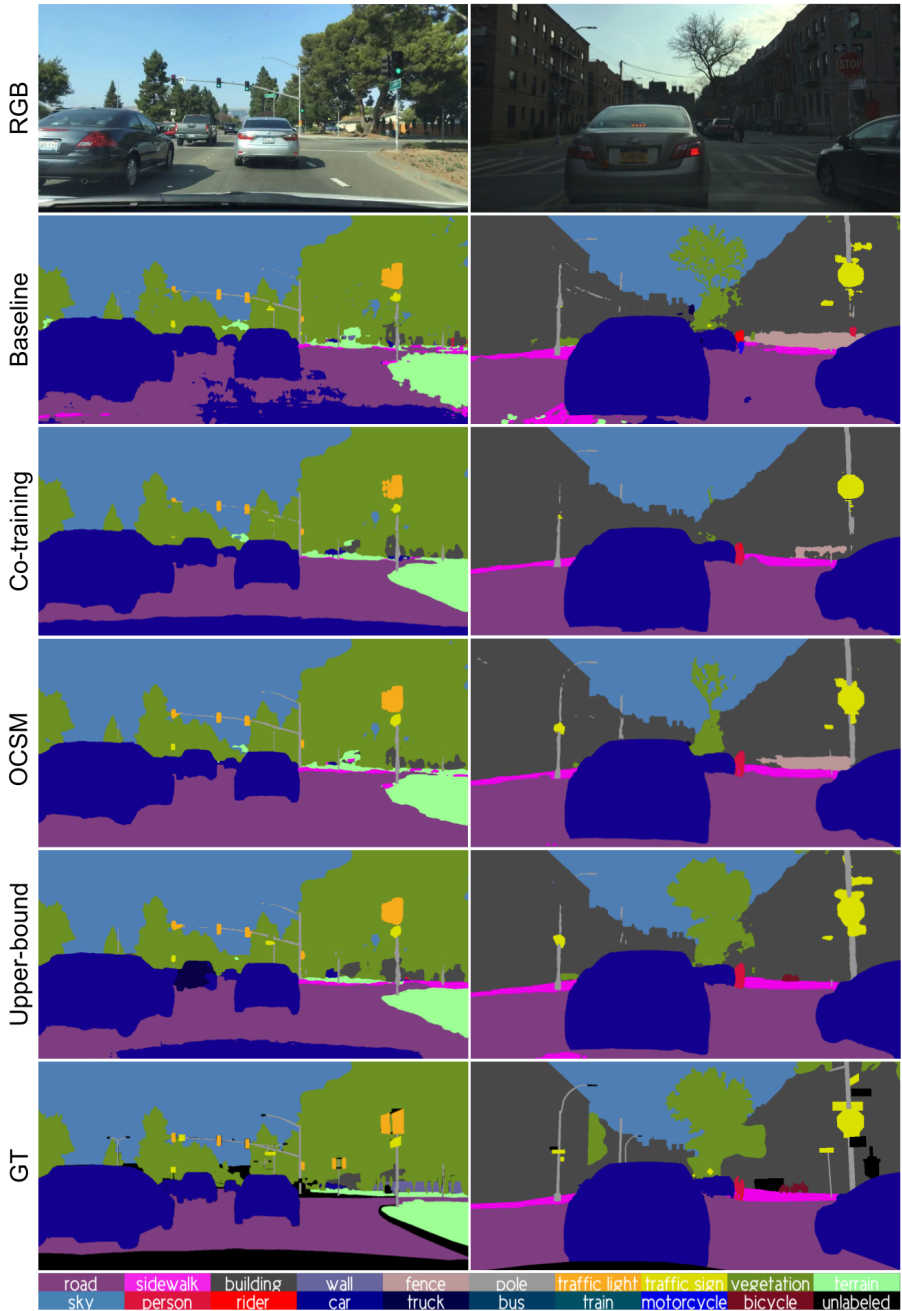 RGB
STOP
Baseline
Co-training
OCSM
Upper-bound
GT
road sidewalk building wall fence pole traffic light traffic sign vegetation terrain
sky person rider car truck bus train motorcycle bicycle unlabeled